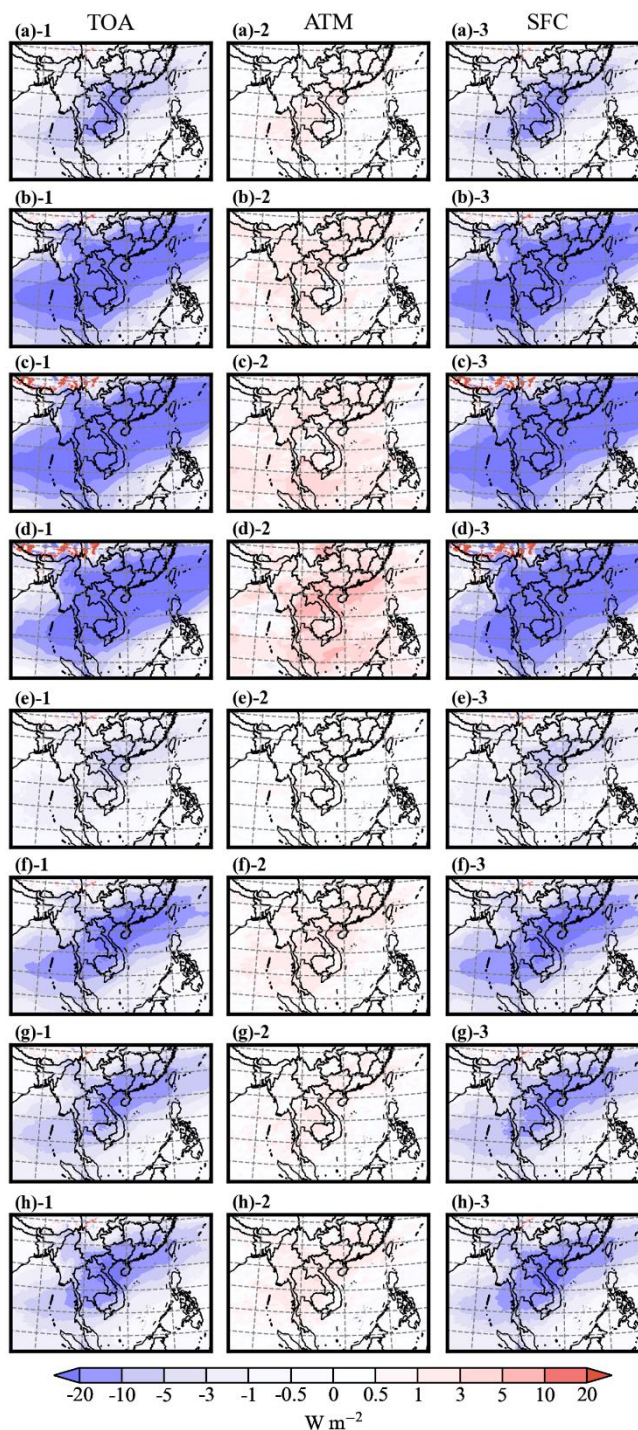 TOA ATM SFC
(a)-1 (a)-2 (a)-3
(b)-1 (b)-2 (b)-3
(c)-1 (c)-2 (c)-3
(d)-1 (d)-2 (d)-3
(e)-1 (e)-2 (e)-3
(f)-1 (f)-2 (f)-3
(g)-1 (g)-2 (g)-3
(h)-1 (h)-2 (h)-3
-20 -10 -5 -3 -1 -0.5 0 0.5 1 3 5 10 20
W m⁻²